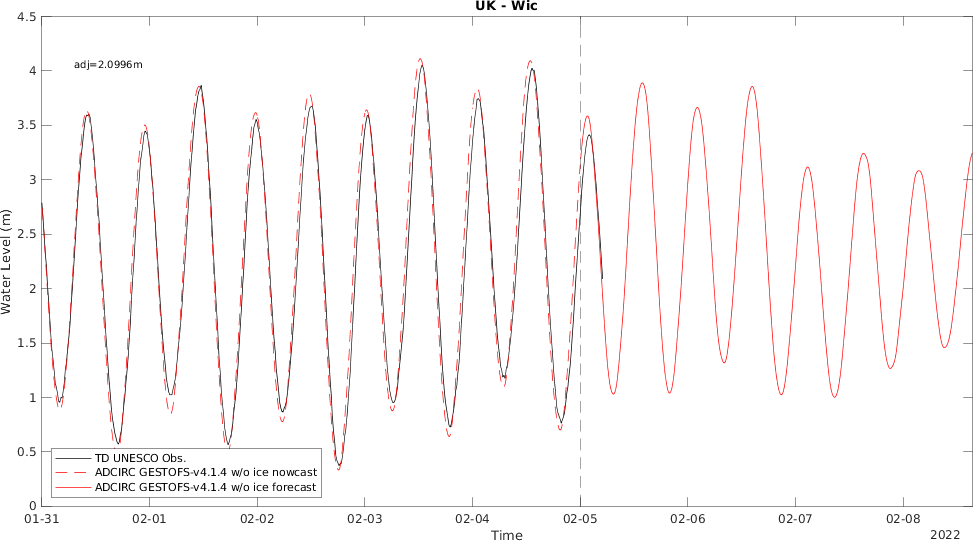 UK - Wic
4.5
4
3.5
3
2.5
2
1.5
1
0.5
0
Water Level (m)
adj=2.0996m
TD UNESCO Obs.
ADCIRC GESTOFS-v4.1.4 w/o ice nowcast
ADCIRC GESTOFS-v4.1.4 w/o ice forecast
01-31 02-01 02-02 02-03 02-04 02-05 02-06 02-07 02-08
Time
2022